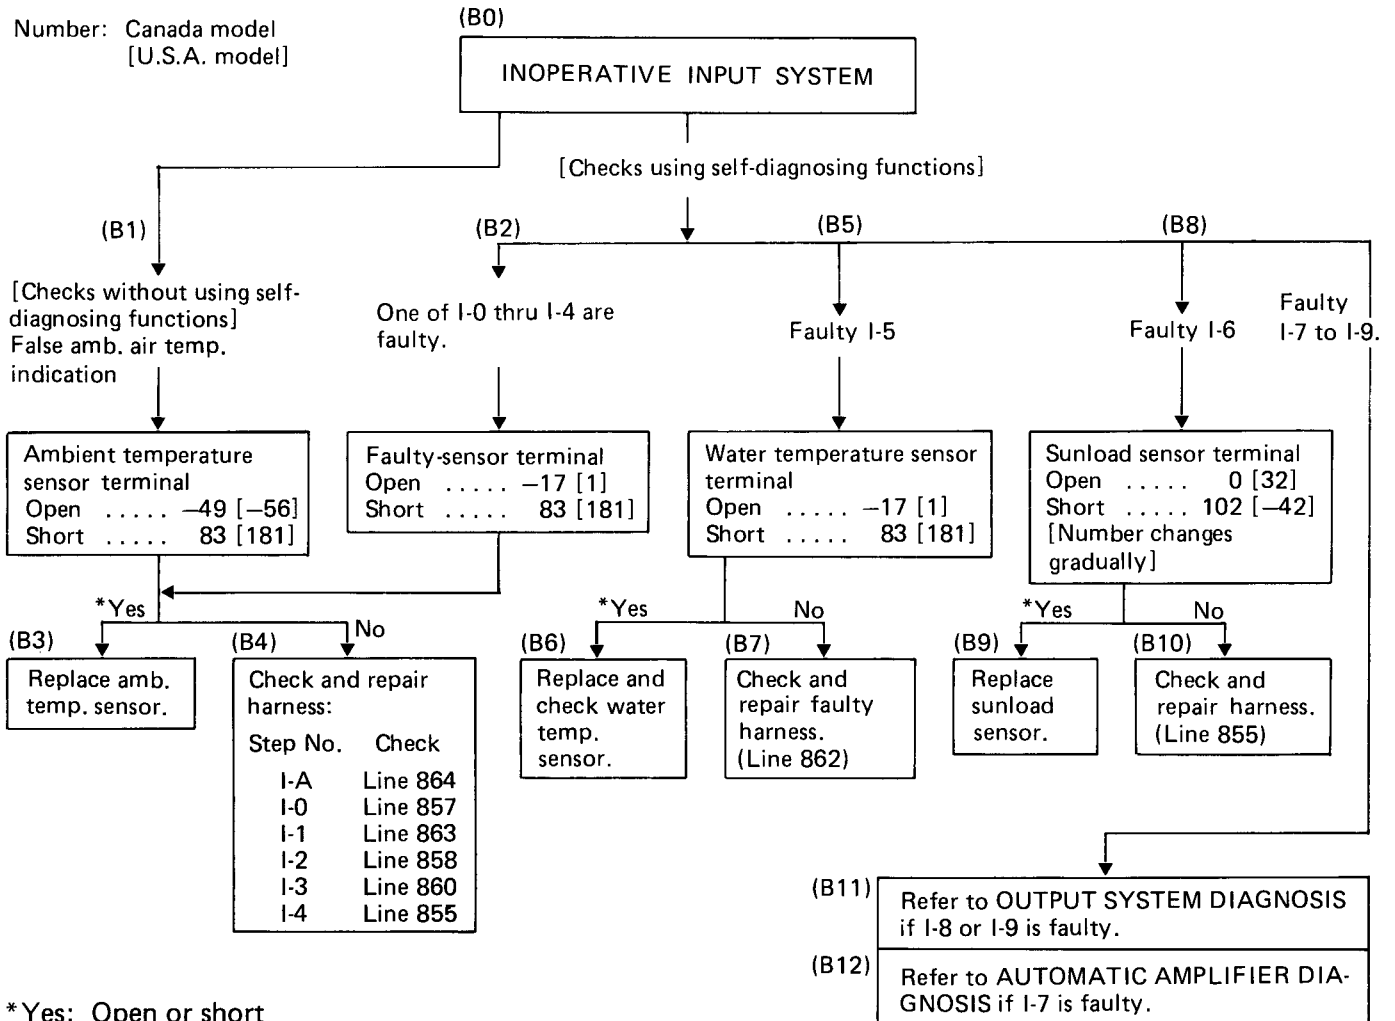 Number: Canada model
[U.S.A. model]
(B0)
INOPERATIVE INPUT SYSTEM
[Checks using self-diagnosing functions]
(B1)
[Checks without using self-
diagnosing functions]
False amb. air temp.
indication
(B2)
One of I-0 thru I-4 are
faulty.
(B5)
Faulty I-5
(B8)
Faulty I-6
Faulty
I-7 to I-9.
Ambient temperature
sensor terminal
Open ..... −49 [−56]
Short ..... 83 [181]
Faulty-sensor terminal
Open ..... −17 [1]
Short ..... 83 [181]
Water temperature sensor
terminal
Open ..... −17 [1]
Short ..... 83 [181]
Sunload sensor terminal
Open ..... 0 [32]
Short ..... 102 [−42]
[Number changes
gradually]
*Yes
No
(B3)
Replace amb.
temp. sensor.
(B4)
Check and repair
harness:
Step No. Check
I-A Line 864
I-0 Line 857
I-1 Line 863
I-2 Line 858
I-3 Line 860
I-4 Line 855
*Yes
No
(B6)
Replace and
check water
temp.
sensor.
(B7)
Check and
repair faulty
harness.
(Line 862)
*Yes
No
(B9)
Replace
sunload
sensor.
(B10)
Check and
repair harness.
(Line 855)
(B11)
Refer to OUTPUT SYSTEM DIAGNOSIS
if I-8 or I-9 is faulty.
(B12)
Refer to AUTOMATIC AMPLIFIER DIA-
GNOSIS if I-7 is faulty.
*Yes: Open or short